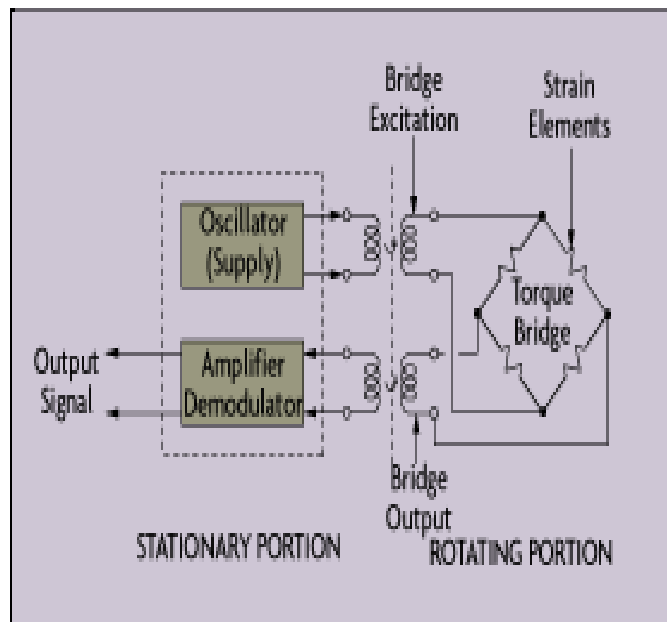 Bridge
Excitation
Strain
Elements
Oscillator
(Supply)
Torque
Bridge
Output
Signal
Amplifier
Demodulator
Bridge
Output
STATIONARY PORTION
ROTATING PORTION